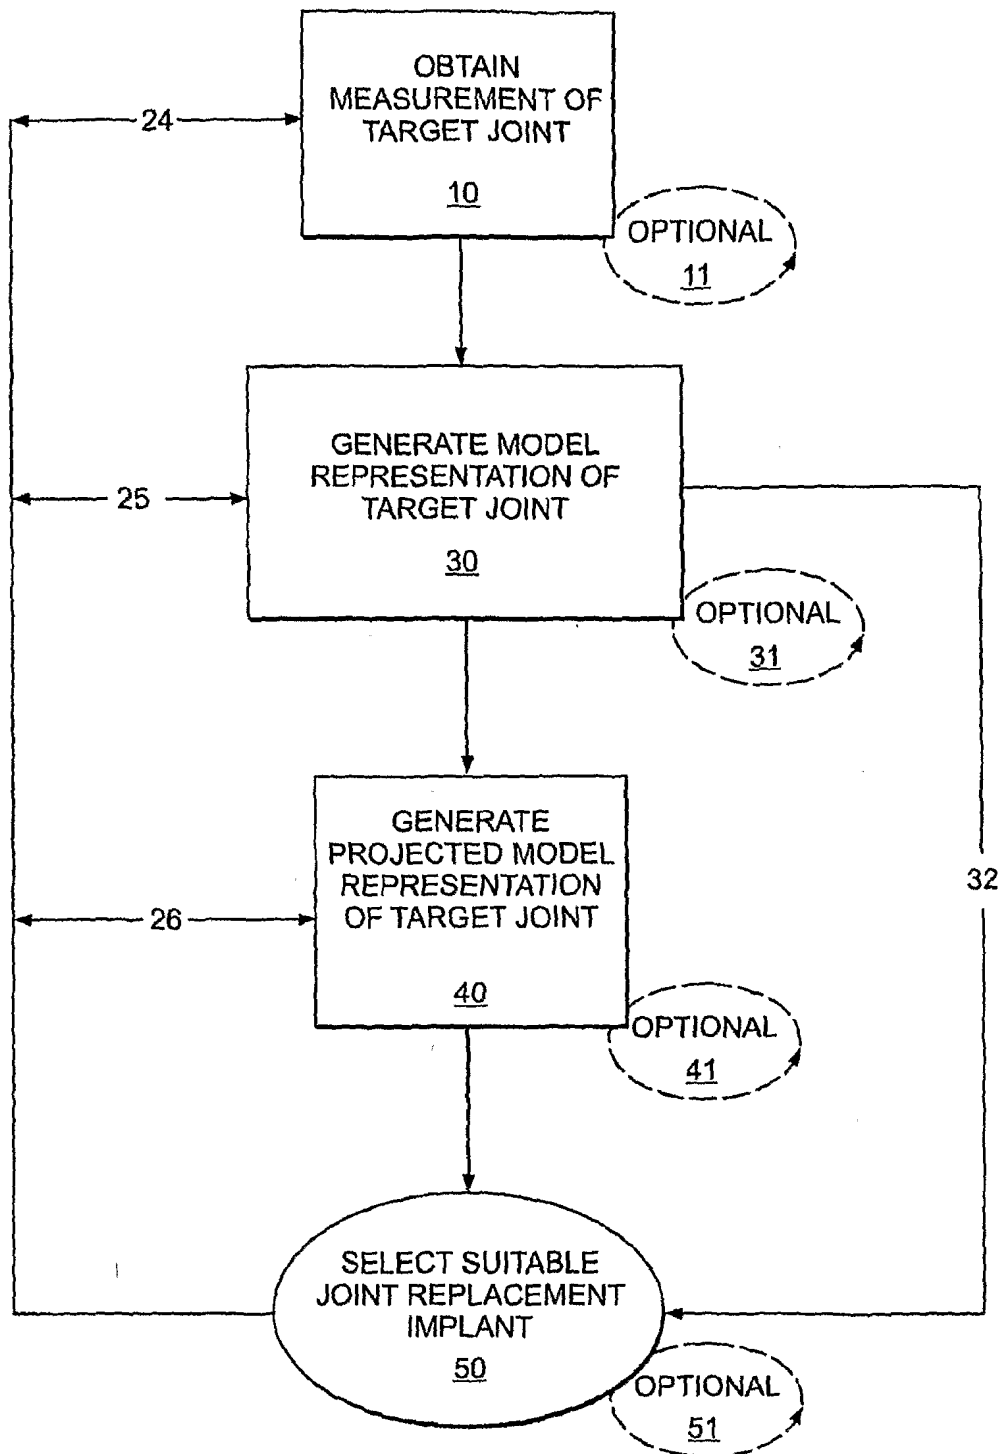 OBTAIN
MEASUREMENT OF
TARGET JOINT
10
24
OPTIONAL
11
GENERATE MODEL
REPRESENTATION OF
TARGET JOINT
30
25
OPTIONAL
31
GENERATE
PROJECTED MODEL
REPRESENTATION
OF TARGET JOINT
40
26
32
OPTIONAL
41
SELECT SUITABLE
JOINT REPLACEMENT
IMPLANT
50
OPTIONAL
51